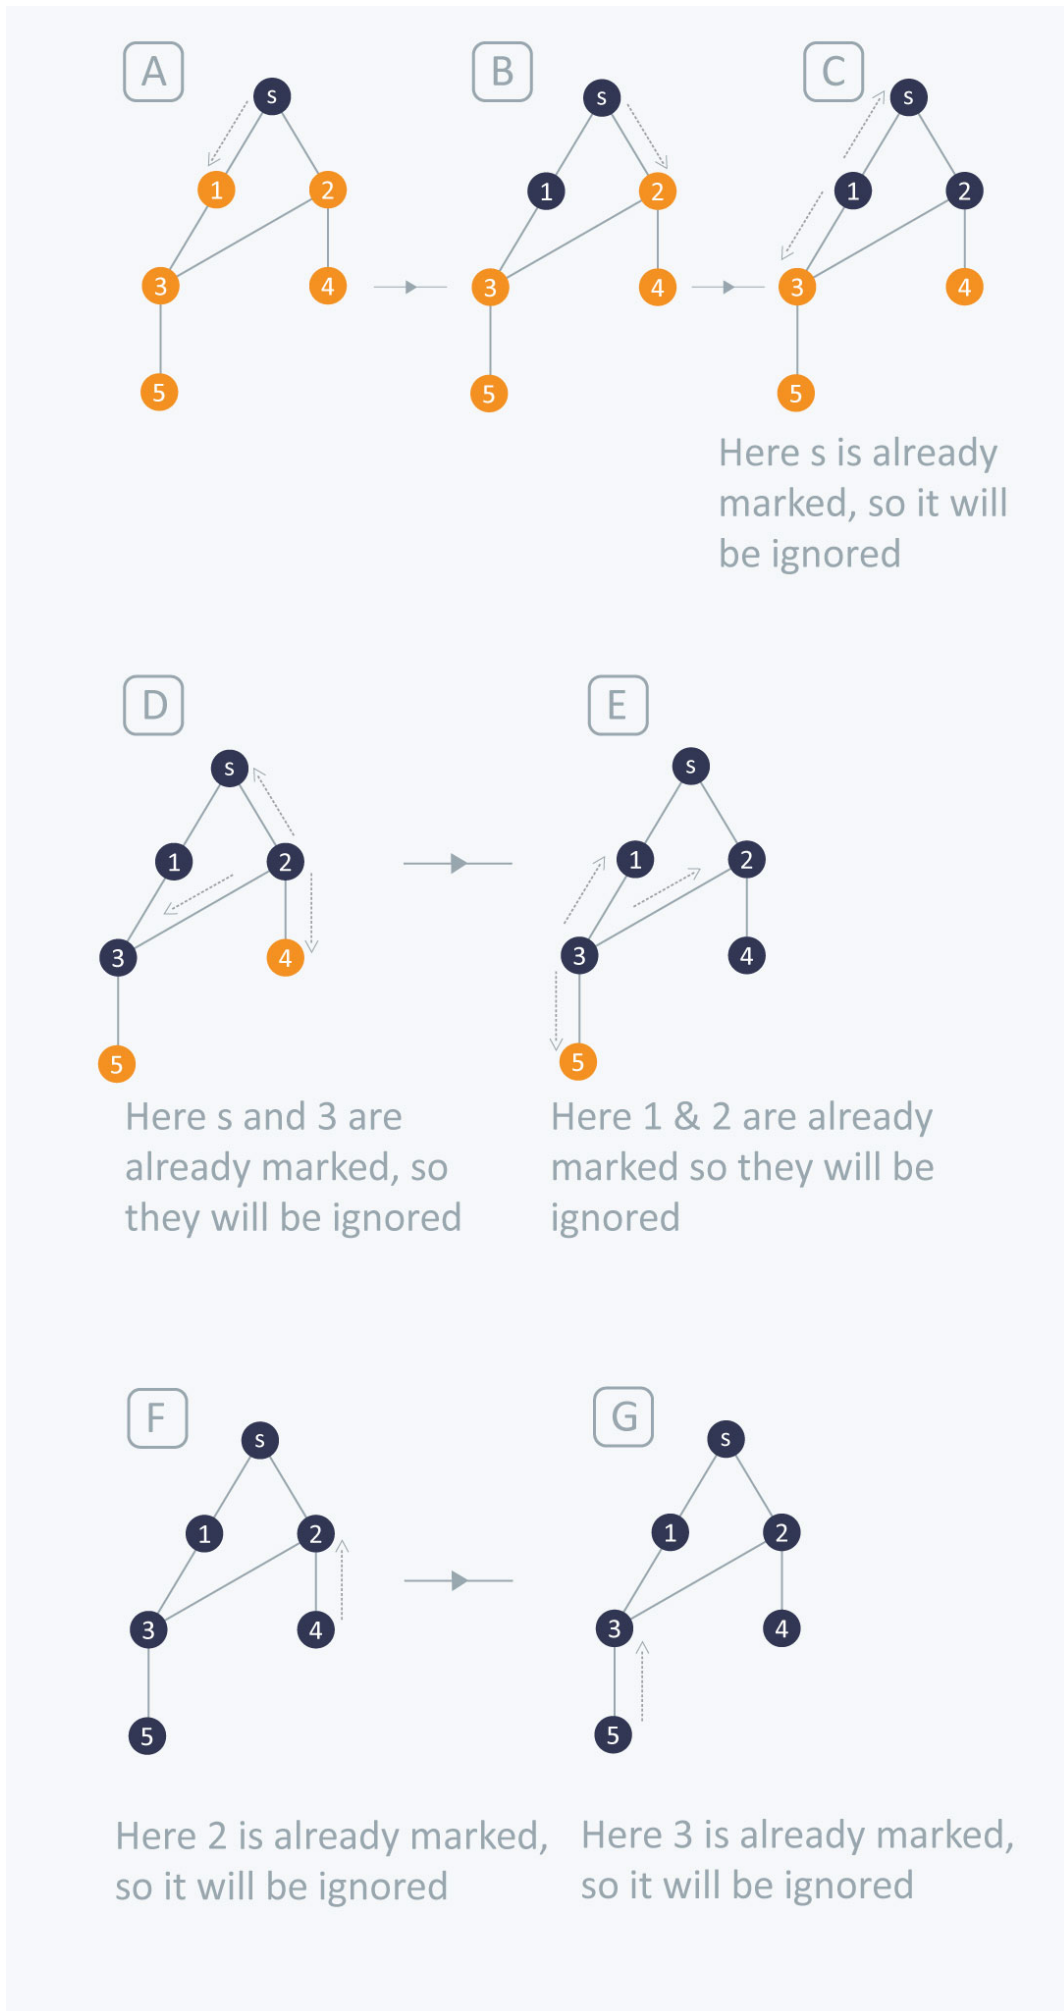 A
B
C
s
s
s
1
2
1
2
1
2
3
4
3
4
3
4
5
5
5
Here s is already
marked, so it will
be ignored
D
E
s
s
1
2
1
2
3
4
3
4
5
5
Here s and 3 are
already marked, so
they will be ignored
Here 1 & 2 are already
marked so they will be
ignored
F
G
s
s
1
2
1
2
3
4
3
4
5
5
Here 2 is already marked,
so it will be ignored
Here 3 is already marked,
so it will be ignored